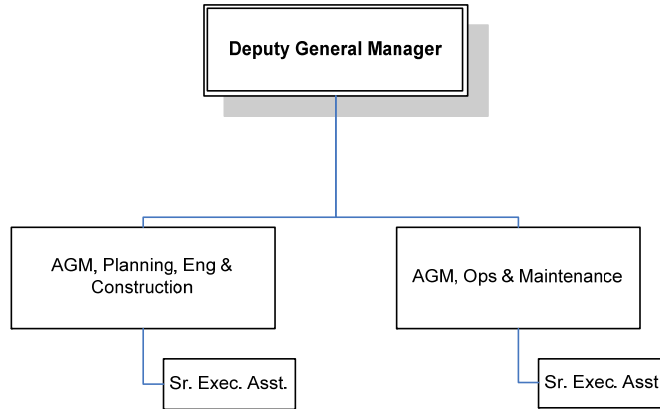 Deputy General Manager
AGM, Planning, Eng &
Construction
AGM, Ops & Maintenance
Sr. Exec. Asst.
Sr. Exec. Asst